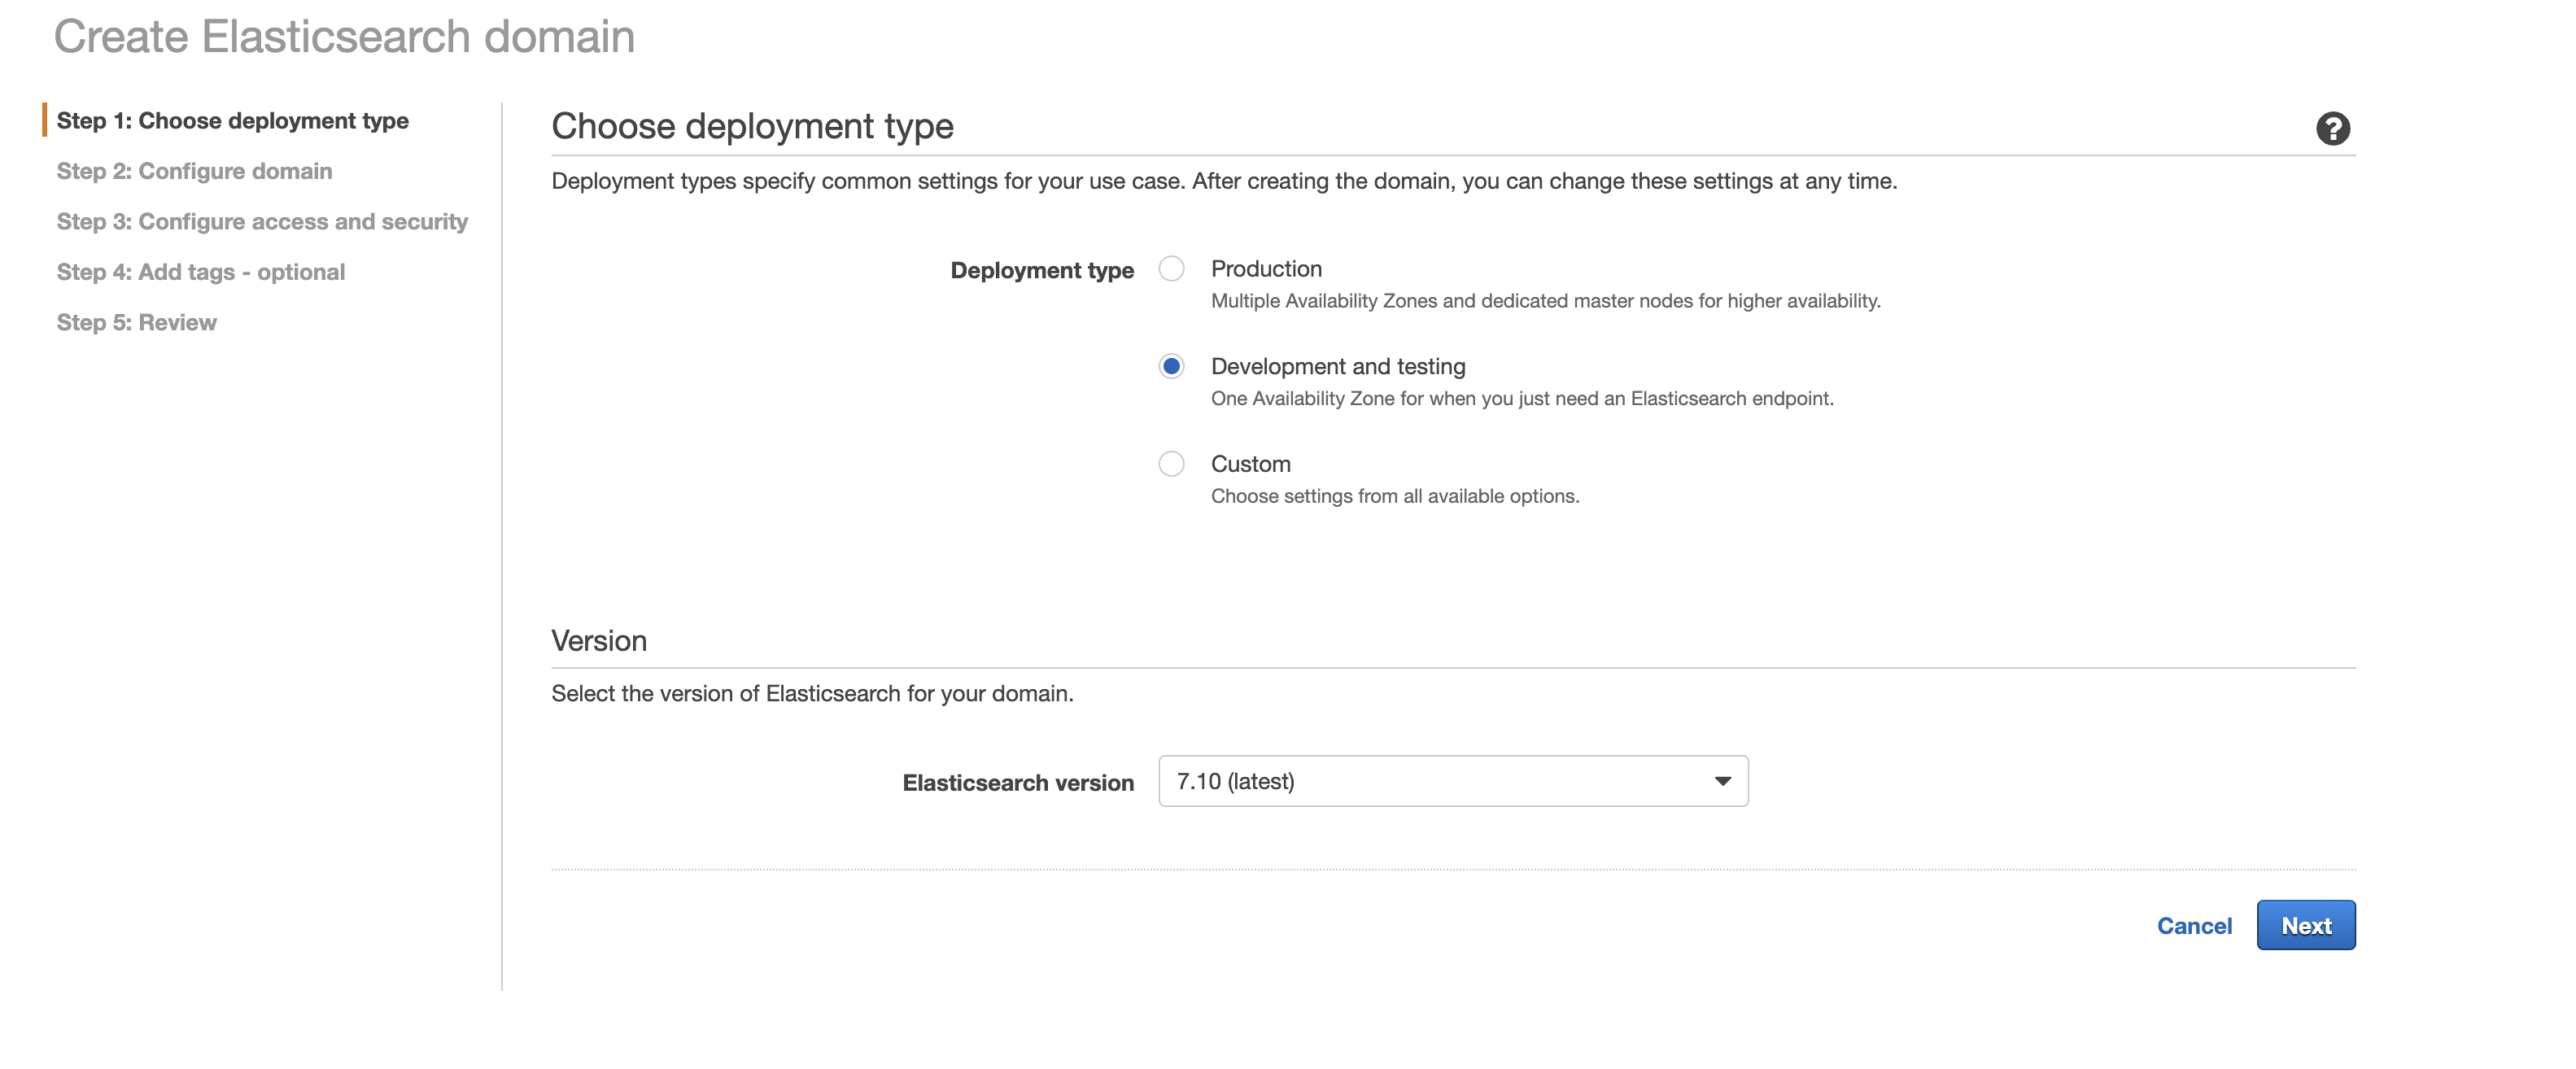 Create Elasticsearch domain
Step 1: Choose deployment type
Step 2: Configure domain
Step 3: Configure access and security
Step 4: Add tags - optional
Step 5: Review
Choose deployment type
?
Deployment types specify common settings for your use case. After creating the domain, you can change these settings at any time.
Deployment type
Production
Multiple Availability Zones and dedicated master nodes for higher availability.
Development and testing
One Availability Zone for when you just need an Elasticsearch endpoint.
Custom
Choose settings from all available options.
Version
Select the version of Elasticsearch for your domain.
Elasticsearch version
7.10 (latest)
Cancel
Next